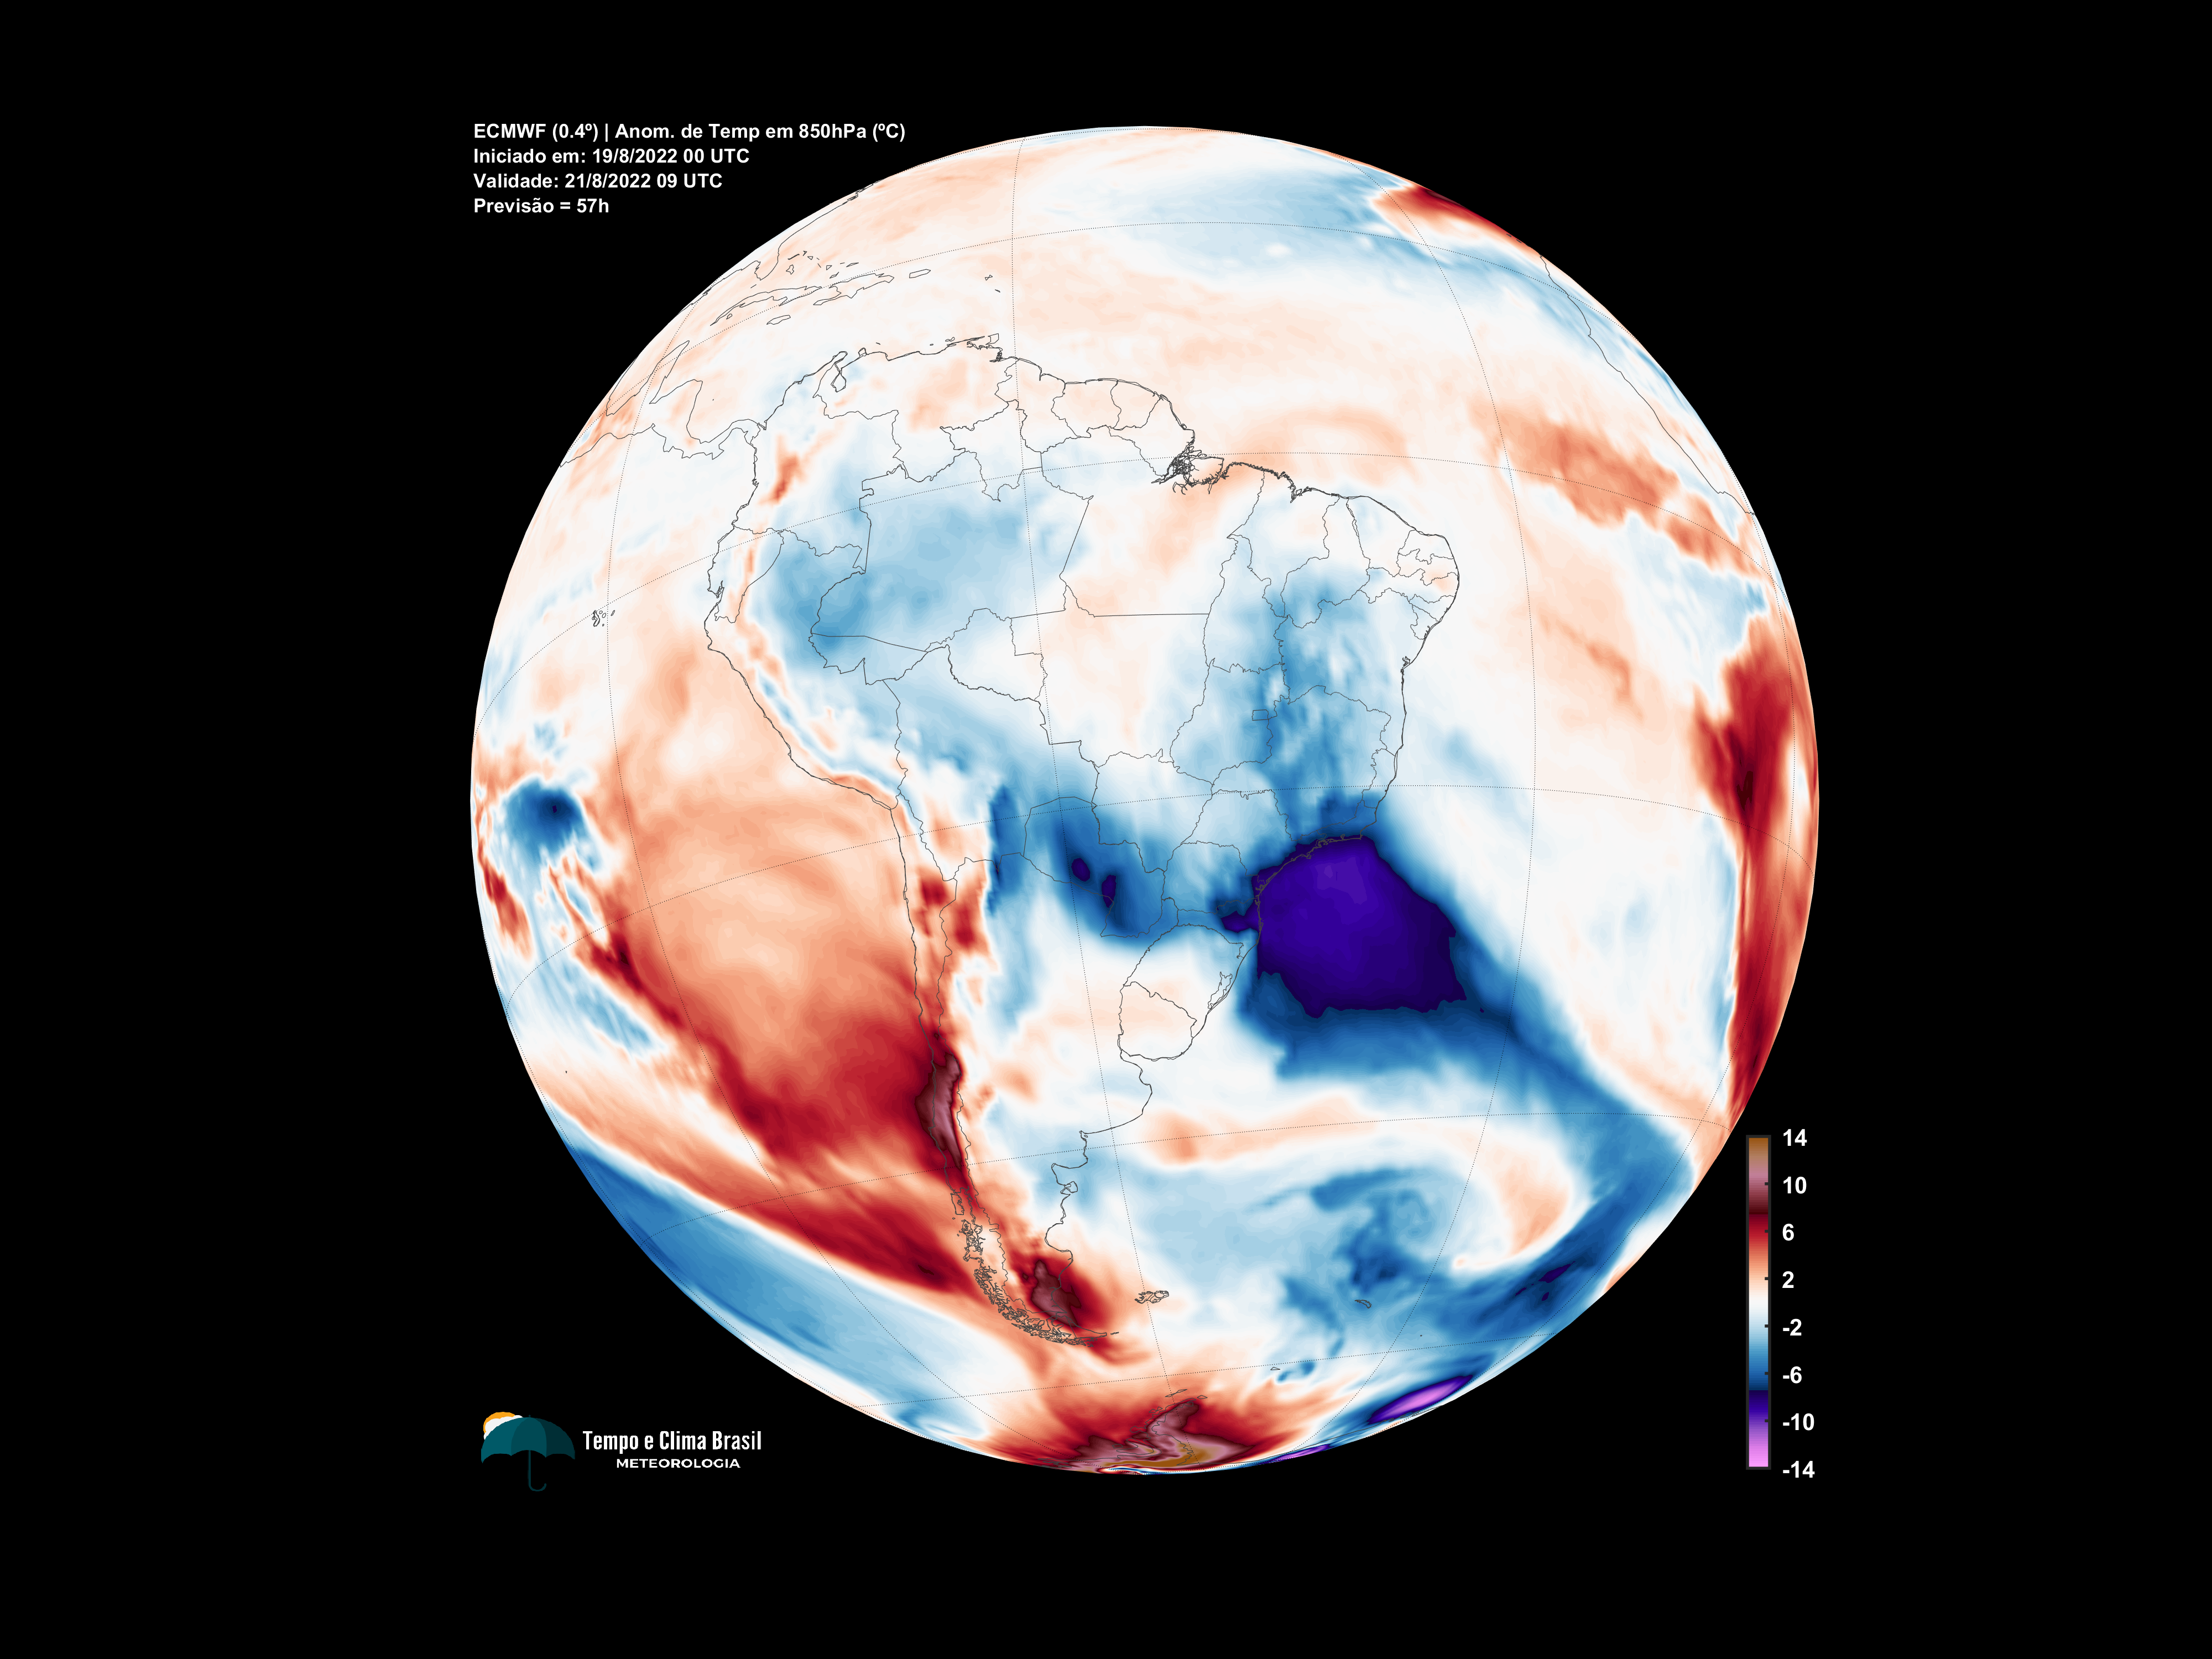 ECMWF (0.4º) | Anom. de Temp em 850hPa (ºC)
Iniciado em: 19/8/2022 00 UTC
Validade: 21/8/2022 09 UTC
Previsão = 57h
14
10
6
2
-2
-6
-10
-14
Tempo e Clima Brasil
METEOROLOGIA